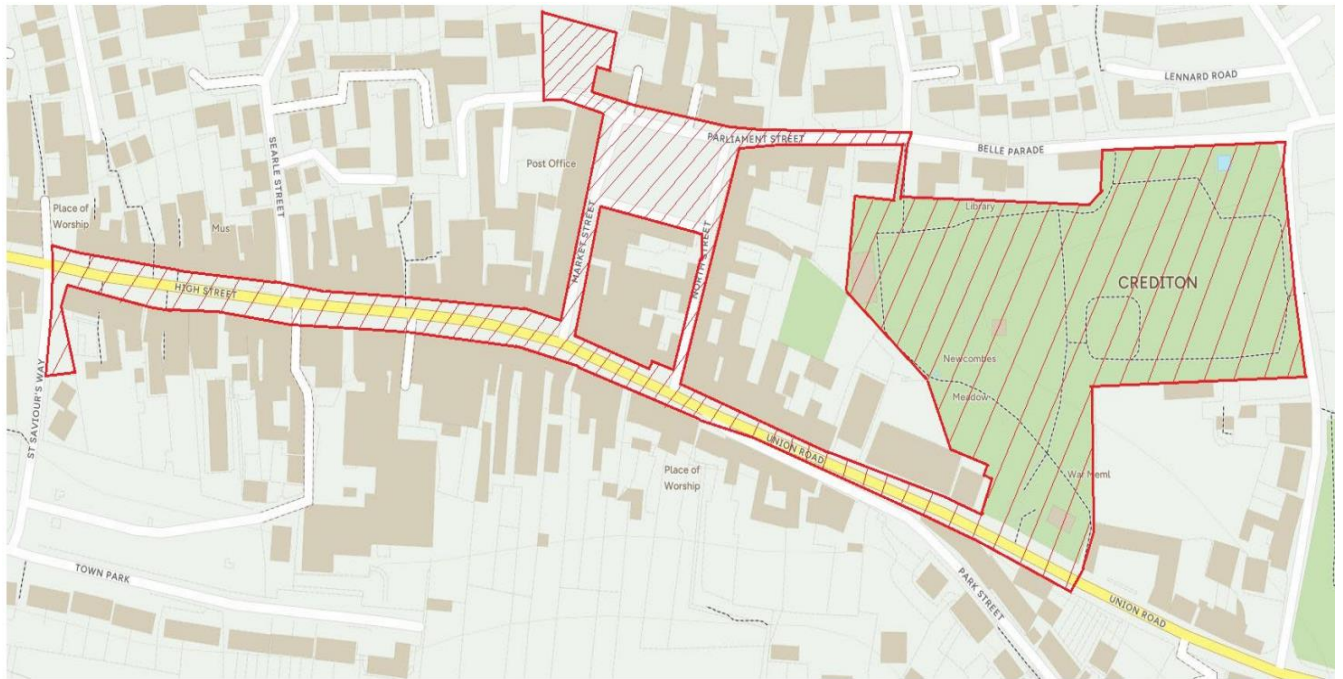 LENNARD ROAD
PARLIAMENT STREET
BELLE PARADE
SEARLE STREET
Post Office
Place of
Worship
Mus
Library
MARKET STREET
NORTH STREET
HIGH STREET
CREDITON
Newcombes
Meadow
ST SAVIOUR'S WAY
UNION ROAD
Place of
Worship
War Meml
TOWN PARK
PARK STREET
UNION ROAD